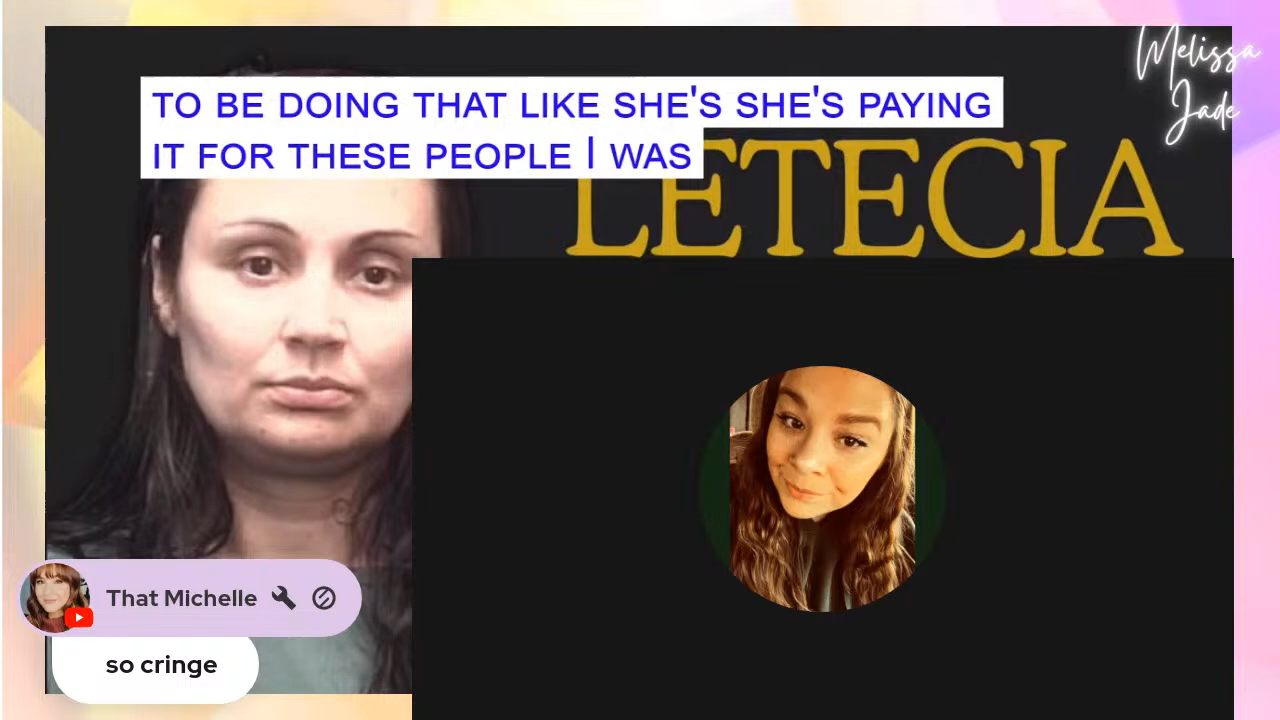 Melissa
Jade
TO BE DOING THAT LIKE SHE'S SHE'S PAYING
IT FOR THESE PEOPLE I WAS
LETECIA
That Michelle
so cringe